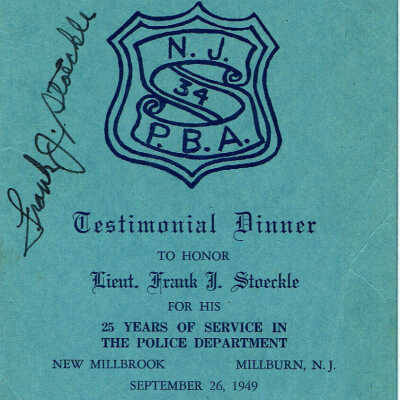 Frank J. Stoeckle
N. J.
34
P. B. A.
Testimonial Dinner
TO HONOR
Lieut. Frank J. Stoeckle
FOR HIS
25 YEARS OF SERVICE IN
THE POLICE DEPARTMENT
NEW MILLBROOK MILLBURN, N. J.
SEPTEMBER 26, 1949